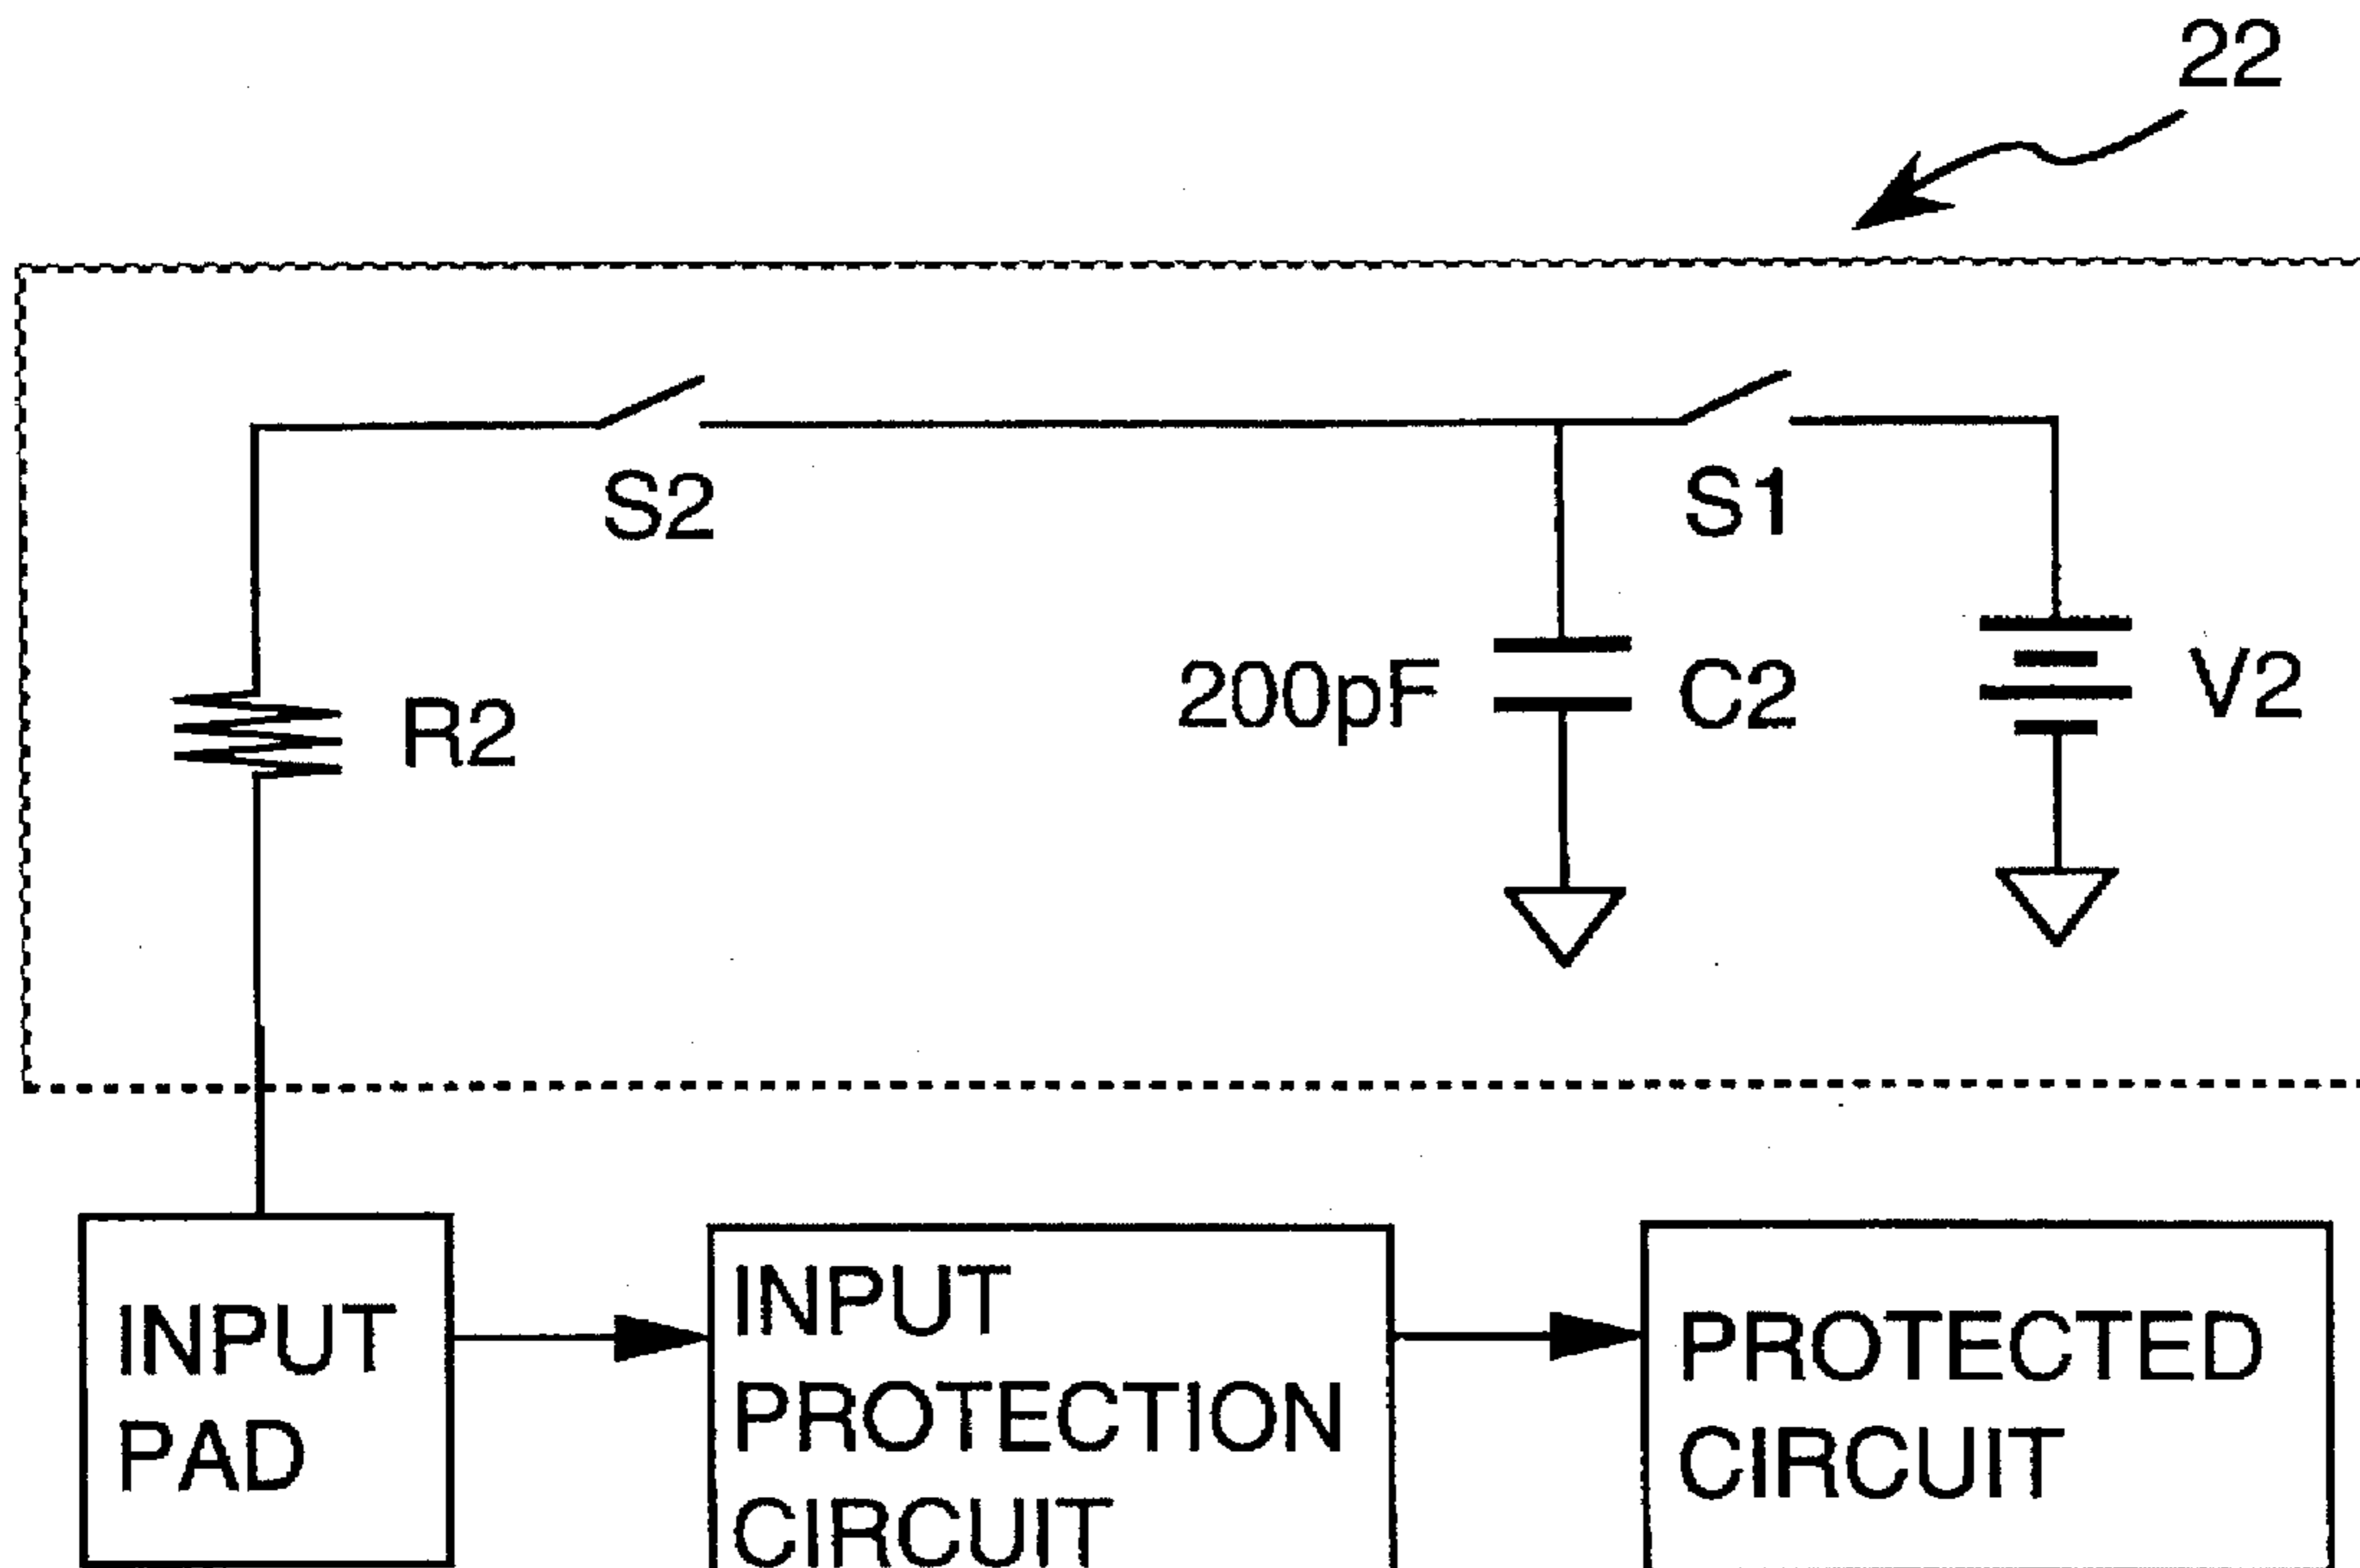 22
S2
S1
R2
200pF
C2
V2
INPUT
PAD
INPUT
PROTECTION
CIRCUIT
PROTECTED
CIRCUIT